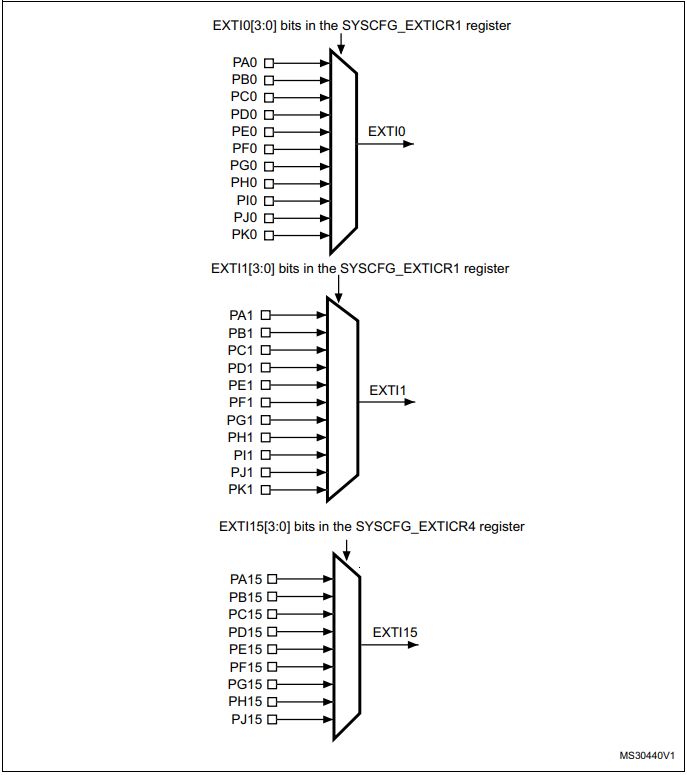 EXTI0[3:0] bits in the SYSCFG_EXTICR1 register
PA0
PB0
PC0
PD0
PE0
EXTI0
PF0
PG0
PH0
PI0
PJ0
PK0
EXTI1[3:0] bits in the SYSCFG_EXTICR1 register
PA1
PB1
PC1
PD1
PE1
EXTI1
PF1
PG1
PH1
PI1
PJ1
PK1
EXTI15[3:0] bits in the SYSCFG_EXTICR4 register
PA15
PB15
PC15
PD15
EXTI15
PE15
PF15
PG15
PH15
PJ15
MS30440V1